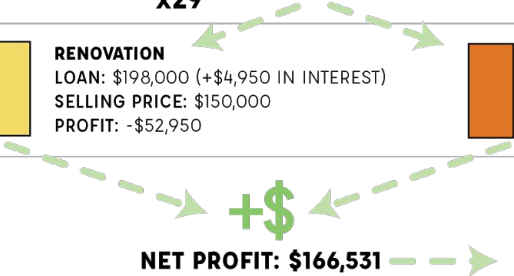 x29
RENOVATION
LOAN: $198,000 (+$4,950 IN INTEREST)
SELLING PRICE: $150,000
PROFIT: -$52,950
+$
NET PROFIT: $166,531